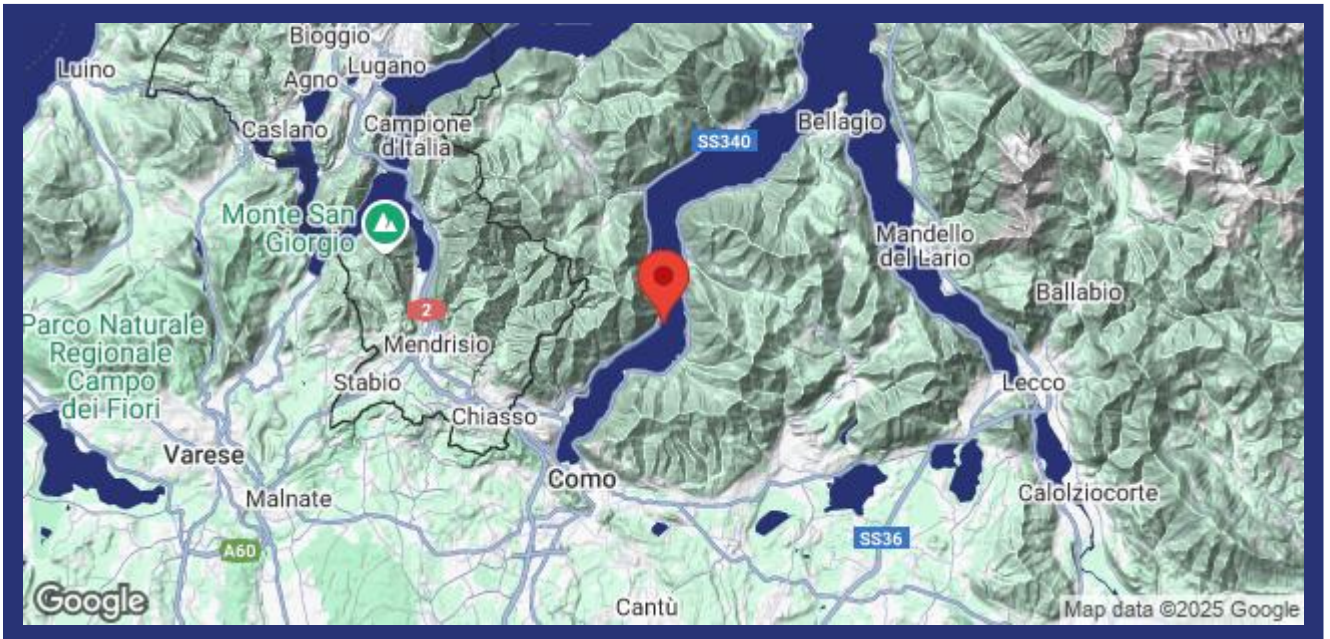 Bioggio
Luino
Agno
Lugano
Caslano
Campione
d'Italia
Bellagio
SS340
Monte San
Giorgio
Mandello
del Lario
Ballabio
2
Parco Naturale
Regionale
Campo
dei Fiori
Mendrisio
Stabio
Lecco
Chiasso
Varese
Como
Malnate
Calolziocorte
SS36
A60
Google
Cantù
Map data ©2025 Google